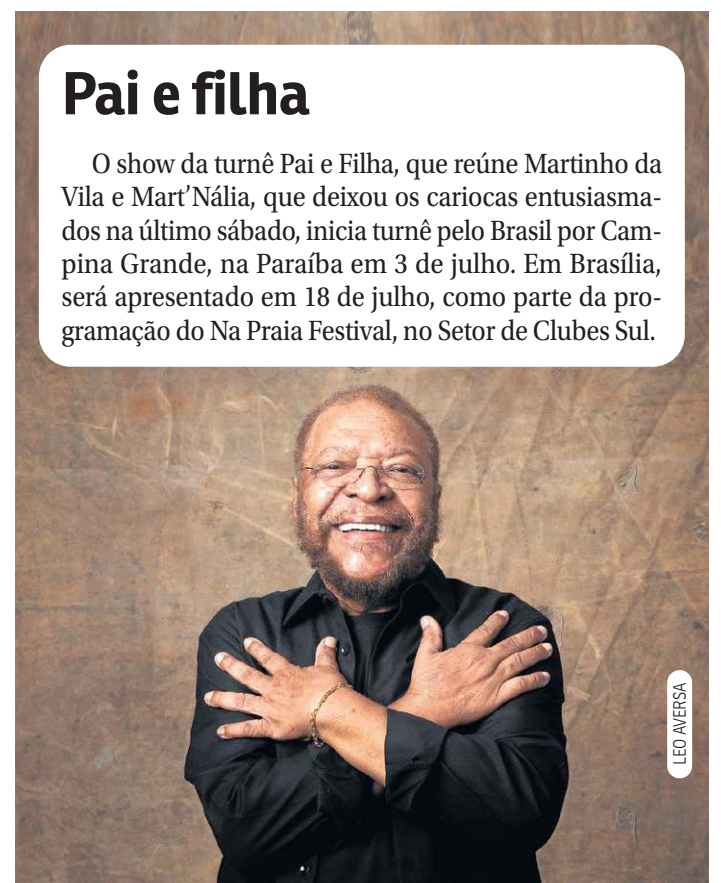 Pai e filha
O show da turnê Pai e Filha, que reúne Martinho da
Vila e Mart’Nália, que deixou os cariocas entusiasma-
dos na último sábado, inicia turnê pelo Brasil por Cam-
pina Grande, na Paraíba em 3 de julho. Em Brasília,
será apresentado em 18 de julho, como parte da pro-
gramação do Na Praia Festival, no Setor de Clubes Sul.
LEO AVERSA